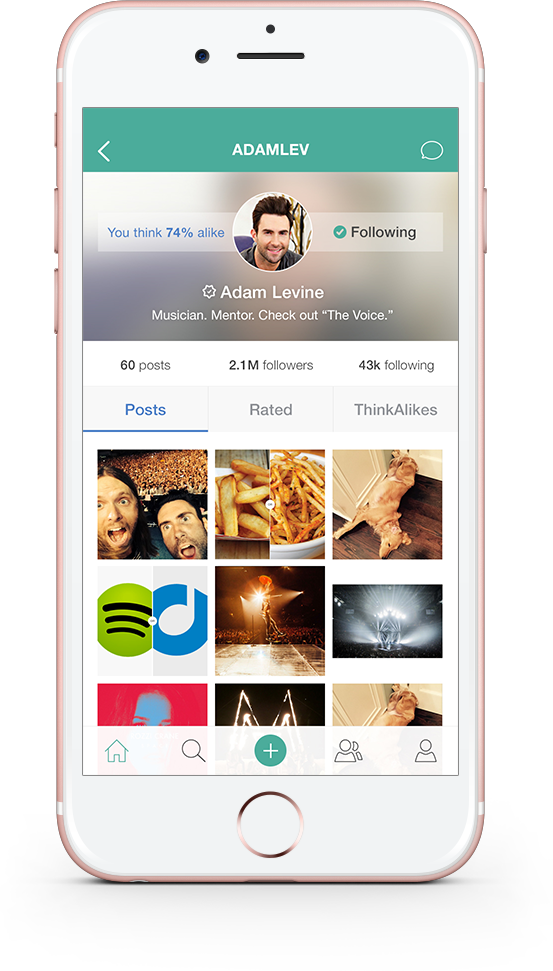 ADAMLEV
You think 74% alike
Following
Adam Levine
Musician. Mentor. Check out “The Voice.”
60 posts 2.1M followers 43k following
Posts Rated ThinkAlikes